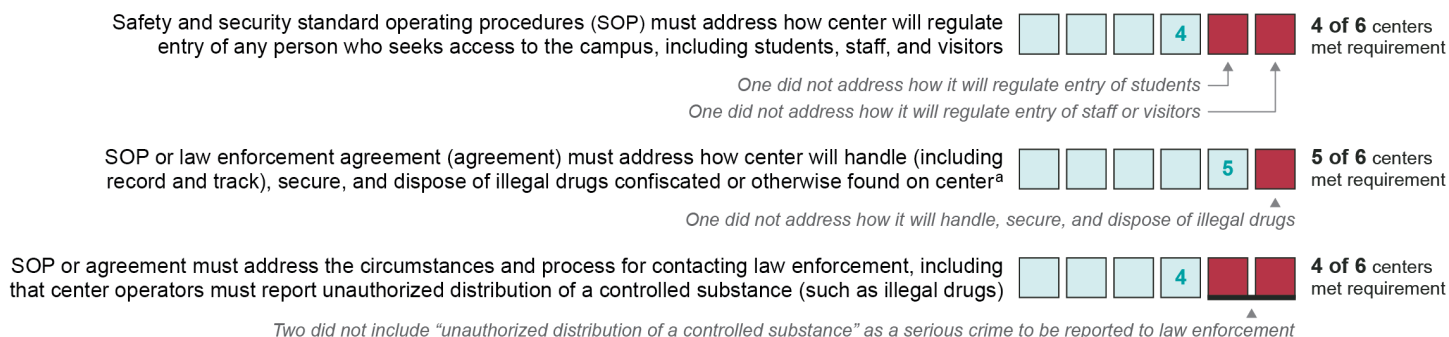 Safety and security standard operating procedures (SOP) must address how center will regulate
entry of any person who seeks access to the campus, including students, staff, and visitors
4
4 of 6 centers
met requirement
One did not address how it will regulate entry of students
One did not address how it will regulate entry of staff or visitors
SOP or law enforcement agreement (agreement) must address how center will handle (including
record and track), secure, and dispose of illegal drugs confiscated or otherwise found on centerª
5
5 of 6 centers
met requirement
One did not address how it will handle, secure, and dispose of illegal drugs
SOP or agreement must address the circumstances and process for contacting law enforcement, including
that center operators must report unauthorized distribution of a controlled substance (such as illegal drugs)
4
4 of 6 centers
met requirement
Two did not include “unauthorized distribution of a controlled substance” as a serious crime to be reported to law enforcement